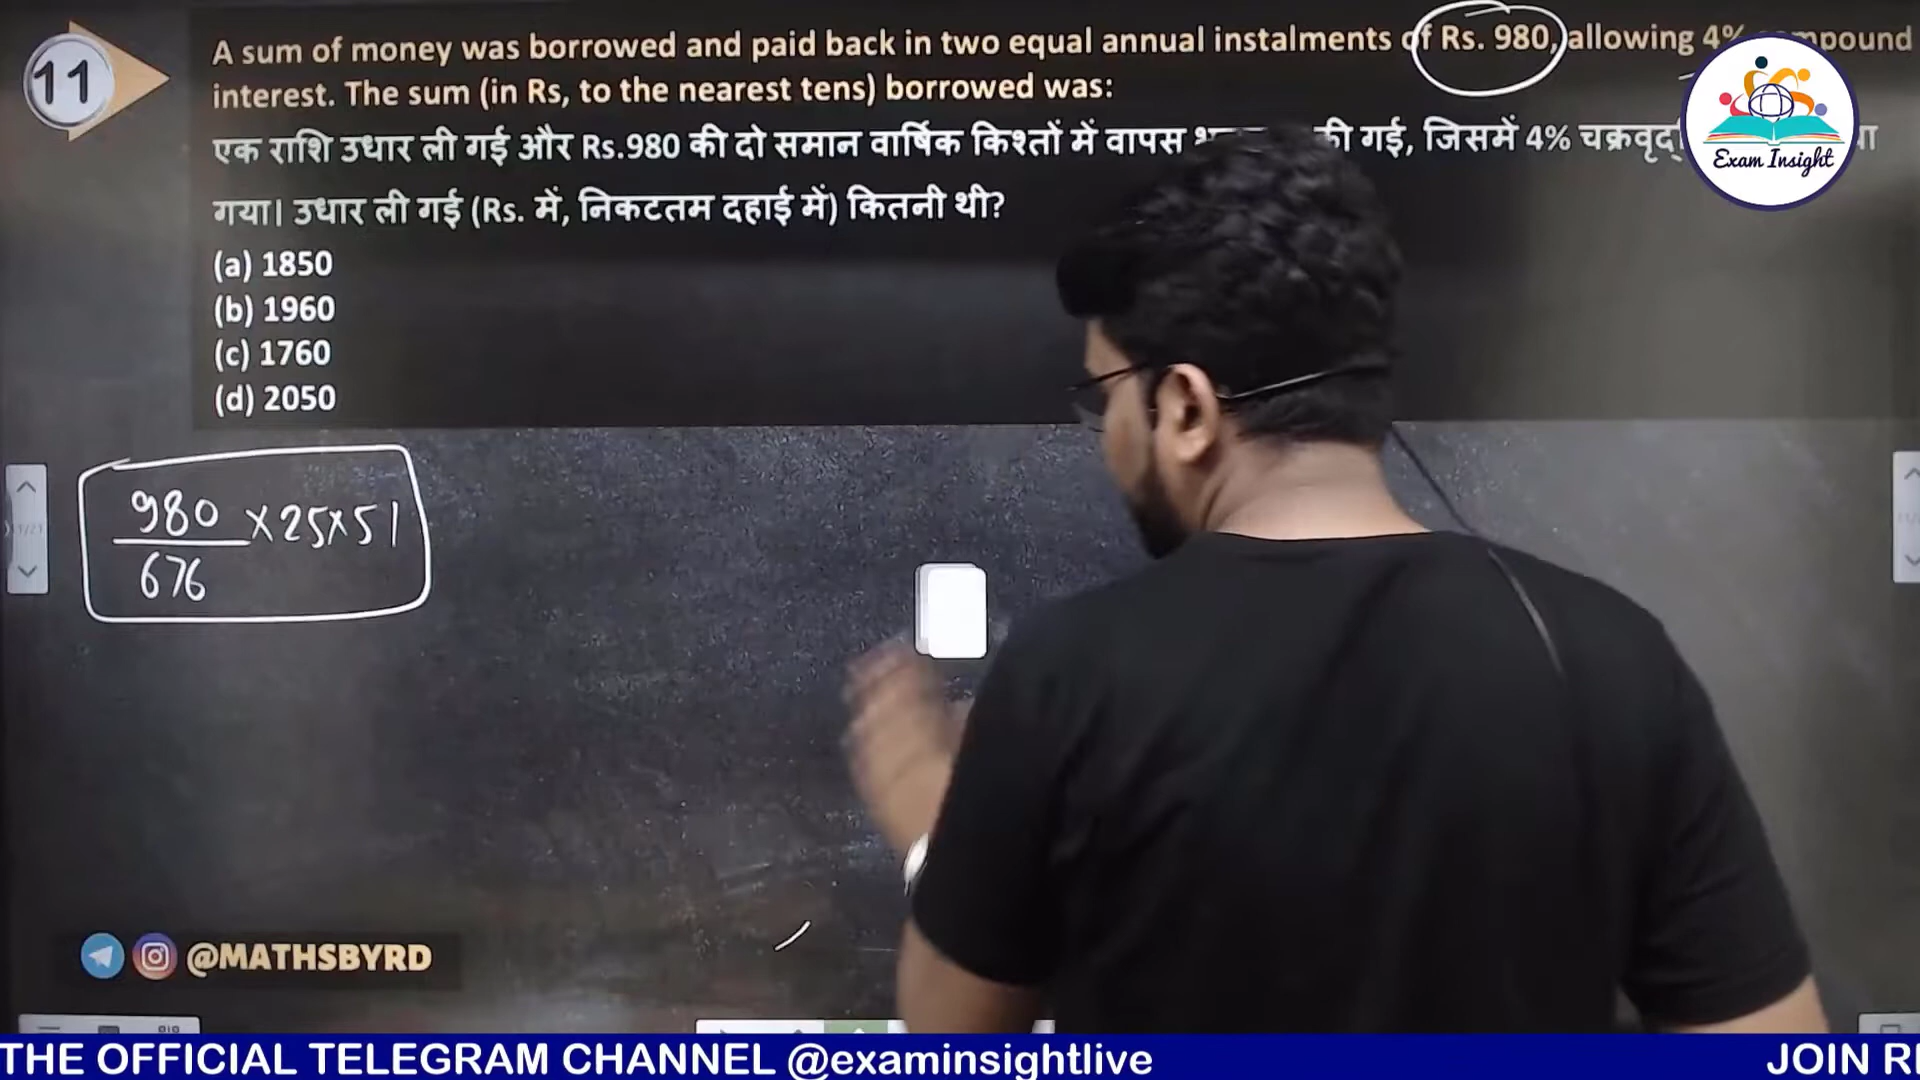 11
A sum of money was borrowed and paid back in two equal annual instalments of Rs. 980, allowing 4% compound
interest. The sum (in Rs, to the nearest tens) borrowed was:
एक राशि उधार ली गई और Rs.980 की दो समान वार्षिक किश्तों में वापस की गई, जिसमें 4%
गया। उधार ली गई (Rs. में, निकटतम दहाई में) कितनी थी?
(a) 1850
(b) 1960
(c) 1760
(d) 2050
Exam Insight
980
676
×25×51
@MATHSBYRD
THE OFFICIAL TELEGRAM CHANNEL @examinsightlive
JOIN